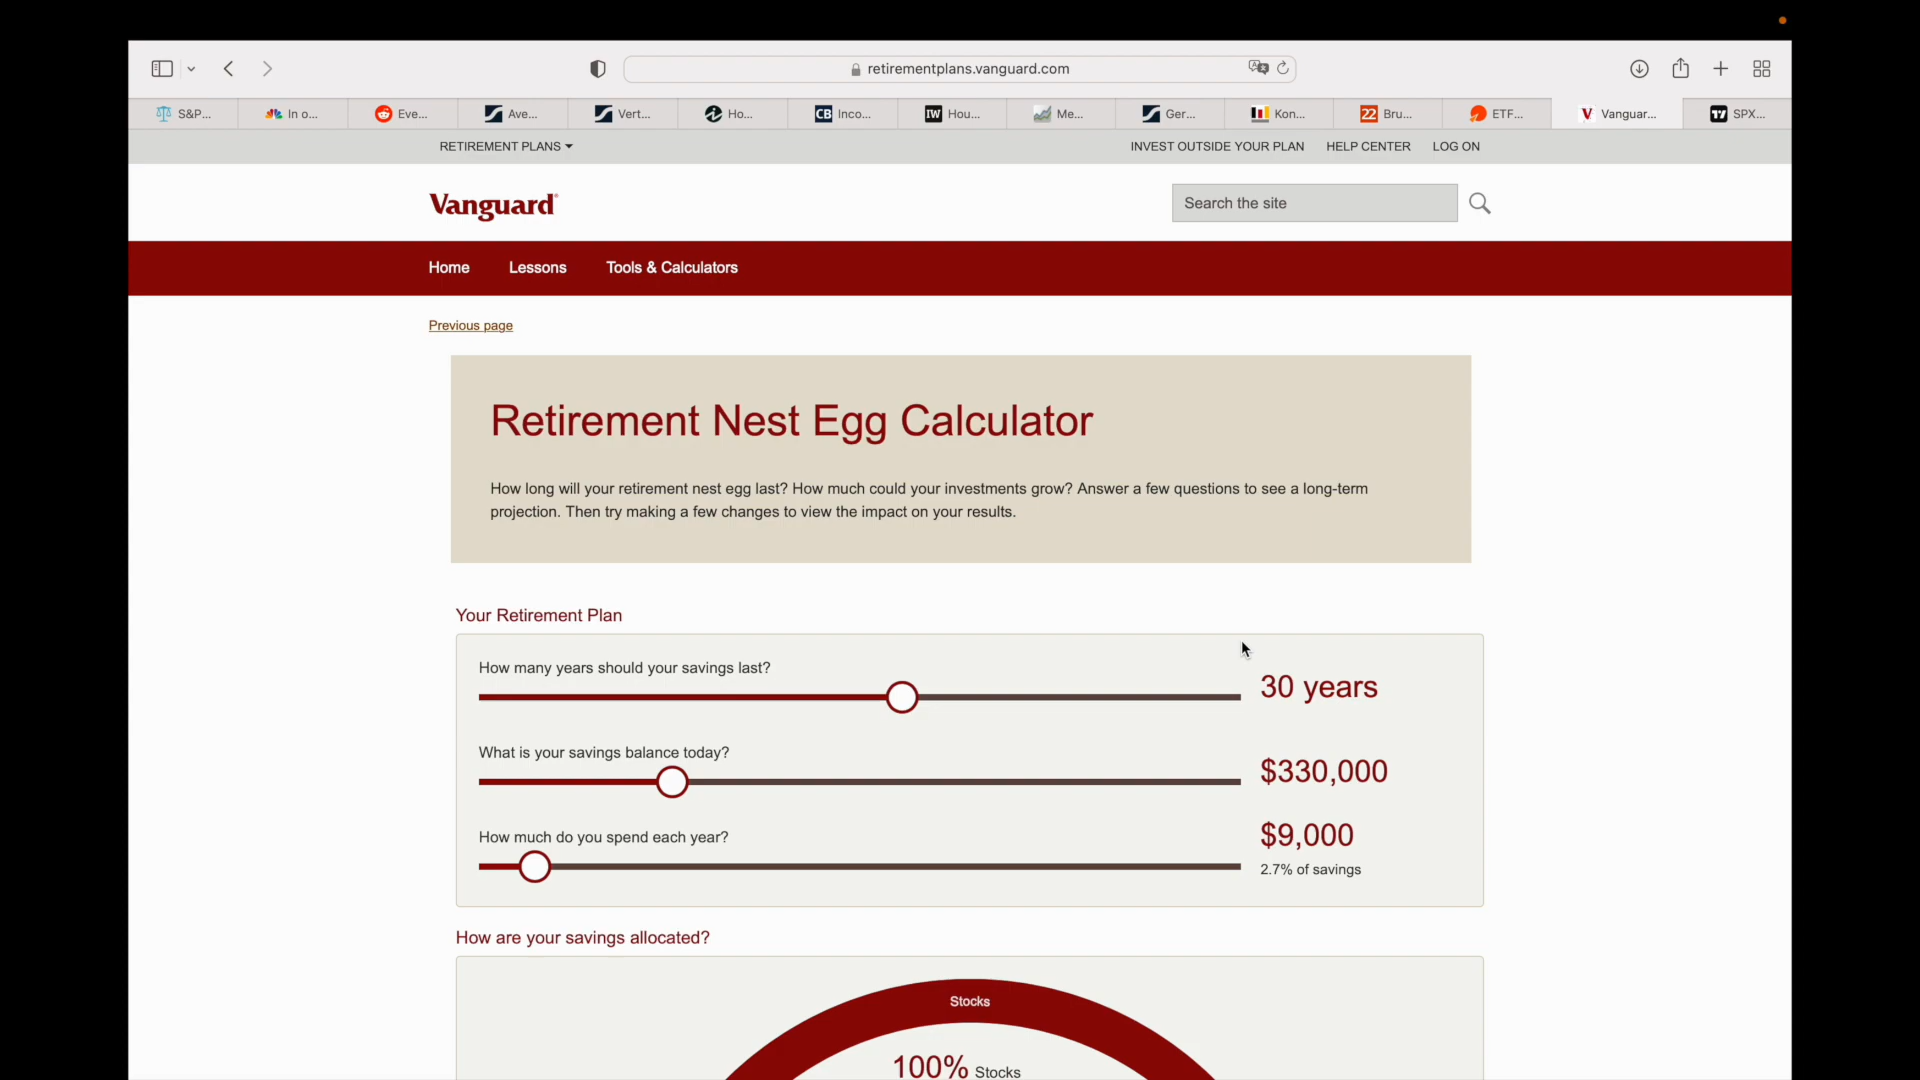 retirementplans.vanguard.com
S&P...
In o...
Eve...
Ave...
Vert...
Ho...
CB Inco...
IW Hou...
Me...
Ger...
Kon...
22 Bru...
ETF...
V Vanguar...
SPX...
RETIREMENT PLANS
INVEST OUTSIDE YOUR PLAN
HELP CENTER
LOG ON
Vanguard
Search the site
Home
Lessons
Tools & Calculators
Previous page
Retirement Nest Egg Calculator
How long will your retirement nest egg last? How much could your investments grow? Answer a few questions to see a long-term
projection. Then try making a few changes to view the impact on your results.
Your Retirement Plan
How many years should your savings last?
30 years
What is your savings balance today?
$330,000
How much do you spend each year?
$9,000
2.7% of savings
How are your savings allocated?
Stocks
100% Stocks